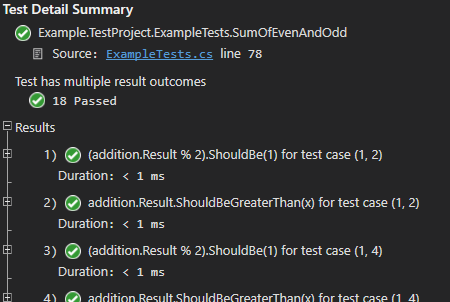 Test Detail Summary
Example.TestProject.ExampleTests.SumOfEvenAndOdd
Source: ExampleTests.cs line 78
Test has multiple result outcomes
18 Passed
Results
1) (addition.Result % 2).ShouldBe(1) for test case (1, 2)
Duration: < 1 ms
2) addition.Result.ShouldBeGreaterThan(x) for test case (1, 2)
Duration: < 1 ms
3) (addition.Result % 2).ShouldBe(1) for test case (1, 4)
Duration: < 1 ms
4) addition.Result.ShouldBeGreaterThan(x) for test case (1, 4)